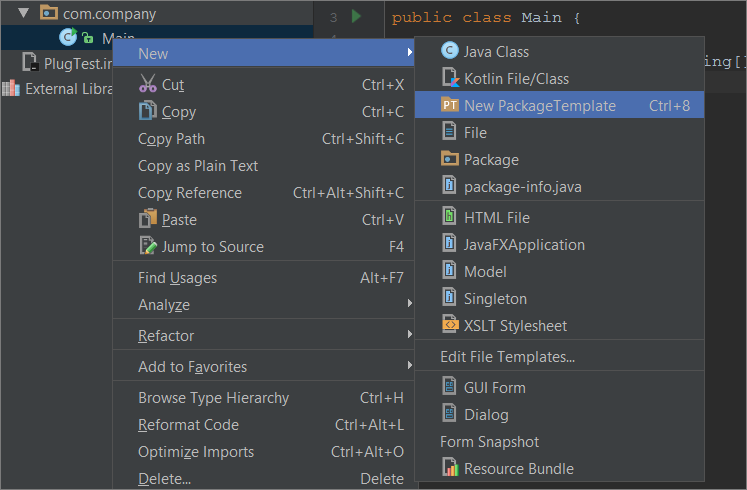 com.company
Main
PlugTest.i
External Libra
3
public class Main {
ing[]
New
Cut Ctrl+X
Copy Ctrl+C
Copy Path Ctrl+Shift+C
Copy as Plain Text
Copy Reference Ctrl+Alt+Shift+C
Paste Ctrl+V
Jump to Source F4
Find Usages Alt+F7
Analyze
Refactor
Add to Favorites
Browse Type Hierarchy Ctrl+H
Reformat Code Ctrl+Alt+L
Optimize Imports Ctrl+Alt+O
Delete... Delete
Java Class
Kotlin File/Class
PT New PackageTemplate Ctrl+8
File
Package
package-info.java
HTML File
JavaFXApplication
Model
Singleton
XSLT Stylesheet
Edit File Templates...
GUI Form
Dialog
Form Snapshot
Resource Bundle